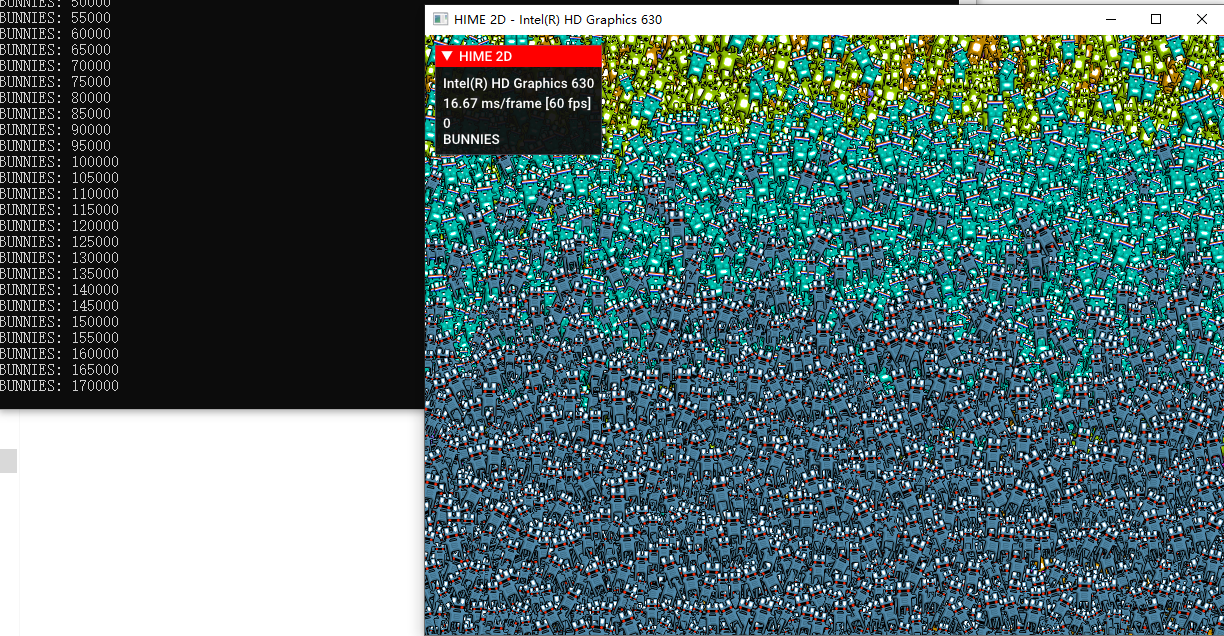 BUNNIES: 50000
BUNNIES: 55000
BUNNIES: 60000
BUNNIES: 65000
BUNNIES: 70000
BUNNIES: 75000
BUNNIES: 80000
BUNNIES: 85000
BUNNIES: 90000
BUNNIES: 95000
BUNNIES: 100000
BUNNIES: 105000
BUNNIES: 110000
BUNNIES: 115000
BUNNIES: 120000
BUNNIES: 125000
BUNNIES: 130000
BUNNIES: 135000
BUNNIES: 140000
BUNNIES: 145000
BUNNIES: 150000
BUNNIES: 155000
BUNNIES: 160000
BUNNIES: 165000
BUNNIES: 170000
HIME 2D - Intel(R) HD Graphics 630
HIME 2D
Intel(R) HD Graphics 630
16.67 ms/frame [60 fps]
0
BUNNIES